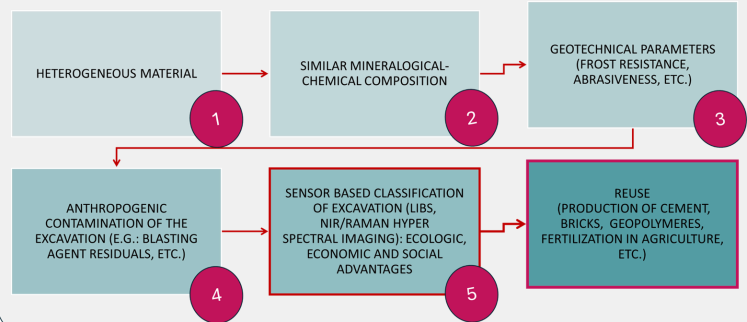 HETEROGENEOUS MATERIAL
1
SIMILAR MINERALOGICAL-
CHEMICAL COMPOSITION
2
GEOTECHNICAL PARAMETERS
(FROST RESISTANCE,
ABRASIVENESS, ETC.)
3
ANTHROPOGENIC
CONTAMINATION OF THE
EXCAVATION (E.G.: BLASTING
AGENT RESIDUALS, ETC.)
4
SENSOR BASED CLASSIFICATION
OF EXCAVATION (LIBS,
NIR/RAMAN HYPER
SPECTRAL IMAGING): ECOLOGIC,
ECONOMIC AND SOCIAL
ADVANTAGES
5
REUSE
(PRODUCTION OF CEMENT,
BRICKS, GEOPOLYMERES,
FERTILIZATION IN AGRICULTURE,
ETC.)